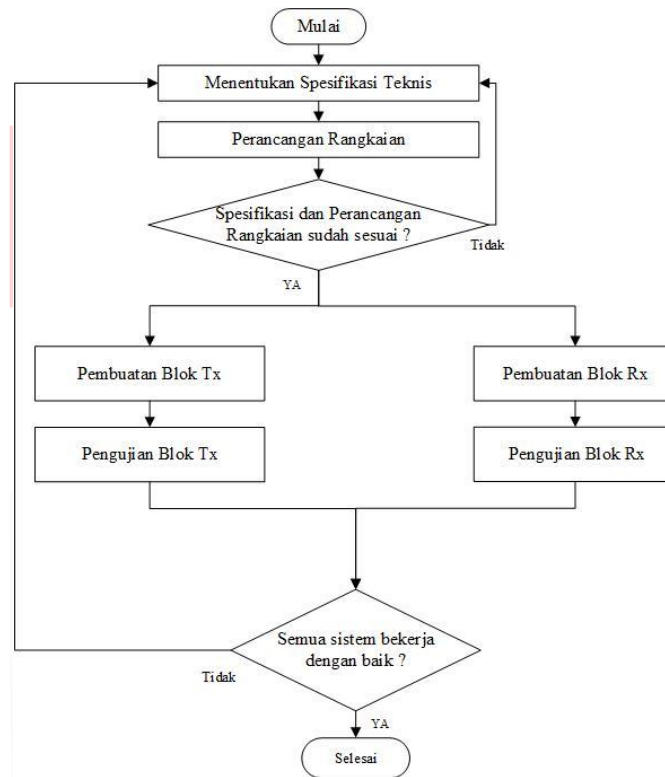 Mulai
Menentukan Spesifikasi Teknis
Perancangan Rangkaian
Spesifikasi dan Perancangan
Rangkaian sudah sesuai ?
Tidak
YA
Pembuatan Blok Tx
Pembuatan Blok Rx
Pengujian Blok Tx
Pengujian Blok Rx
Semua sistem bekerja
dengan baik ?
Tidak
YA
Selesai